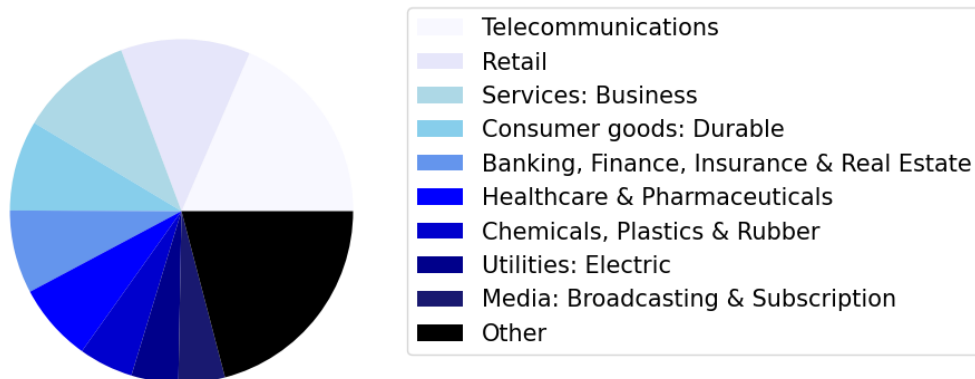 Telecommunications
Retail
Services: Business
Consumer goods: Durable
Banking, Finance, Insurance & Real Estate
Healthcare & Pharmaceuticals
Chemicals, Plastics & Rubber
Utilities: Electric
Media: Broadcasting & Subscription
Other